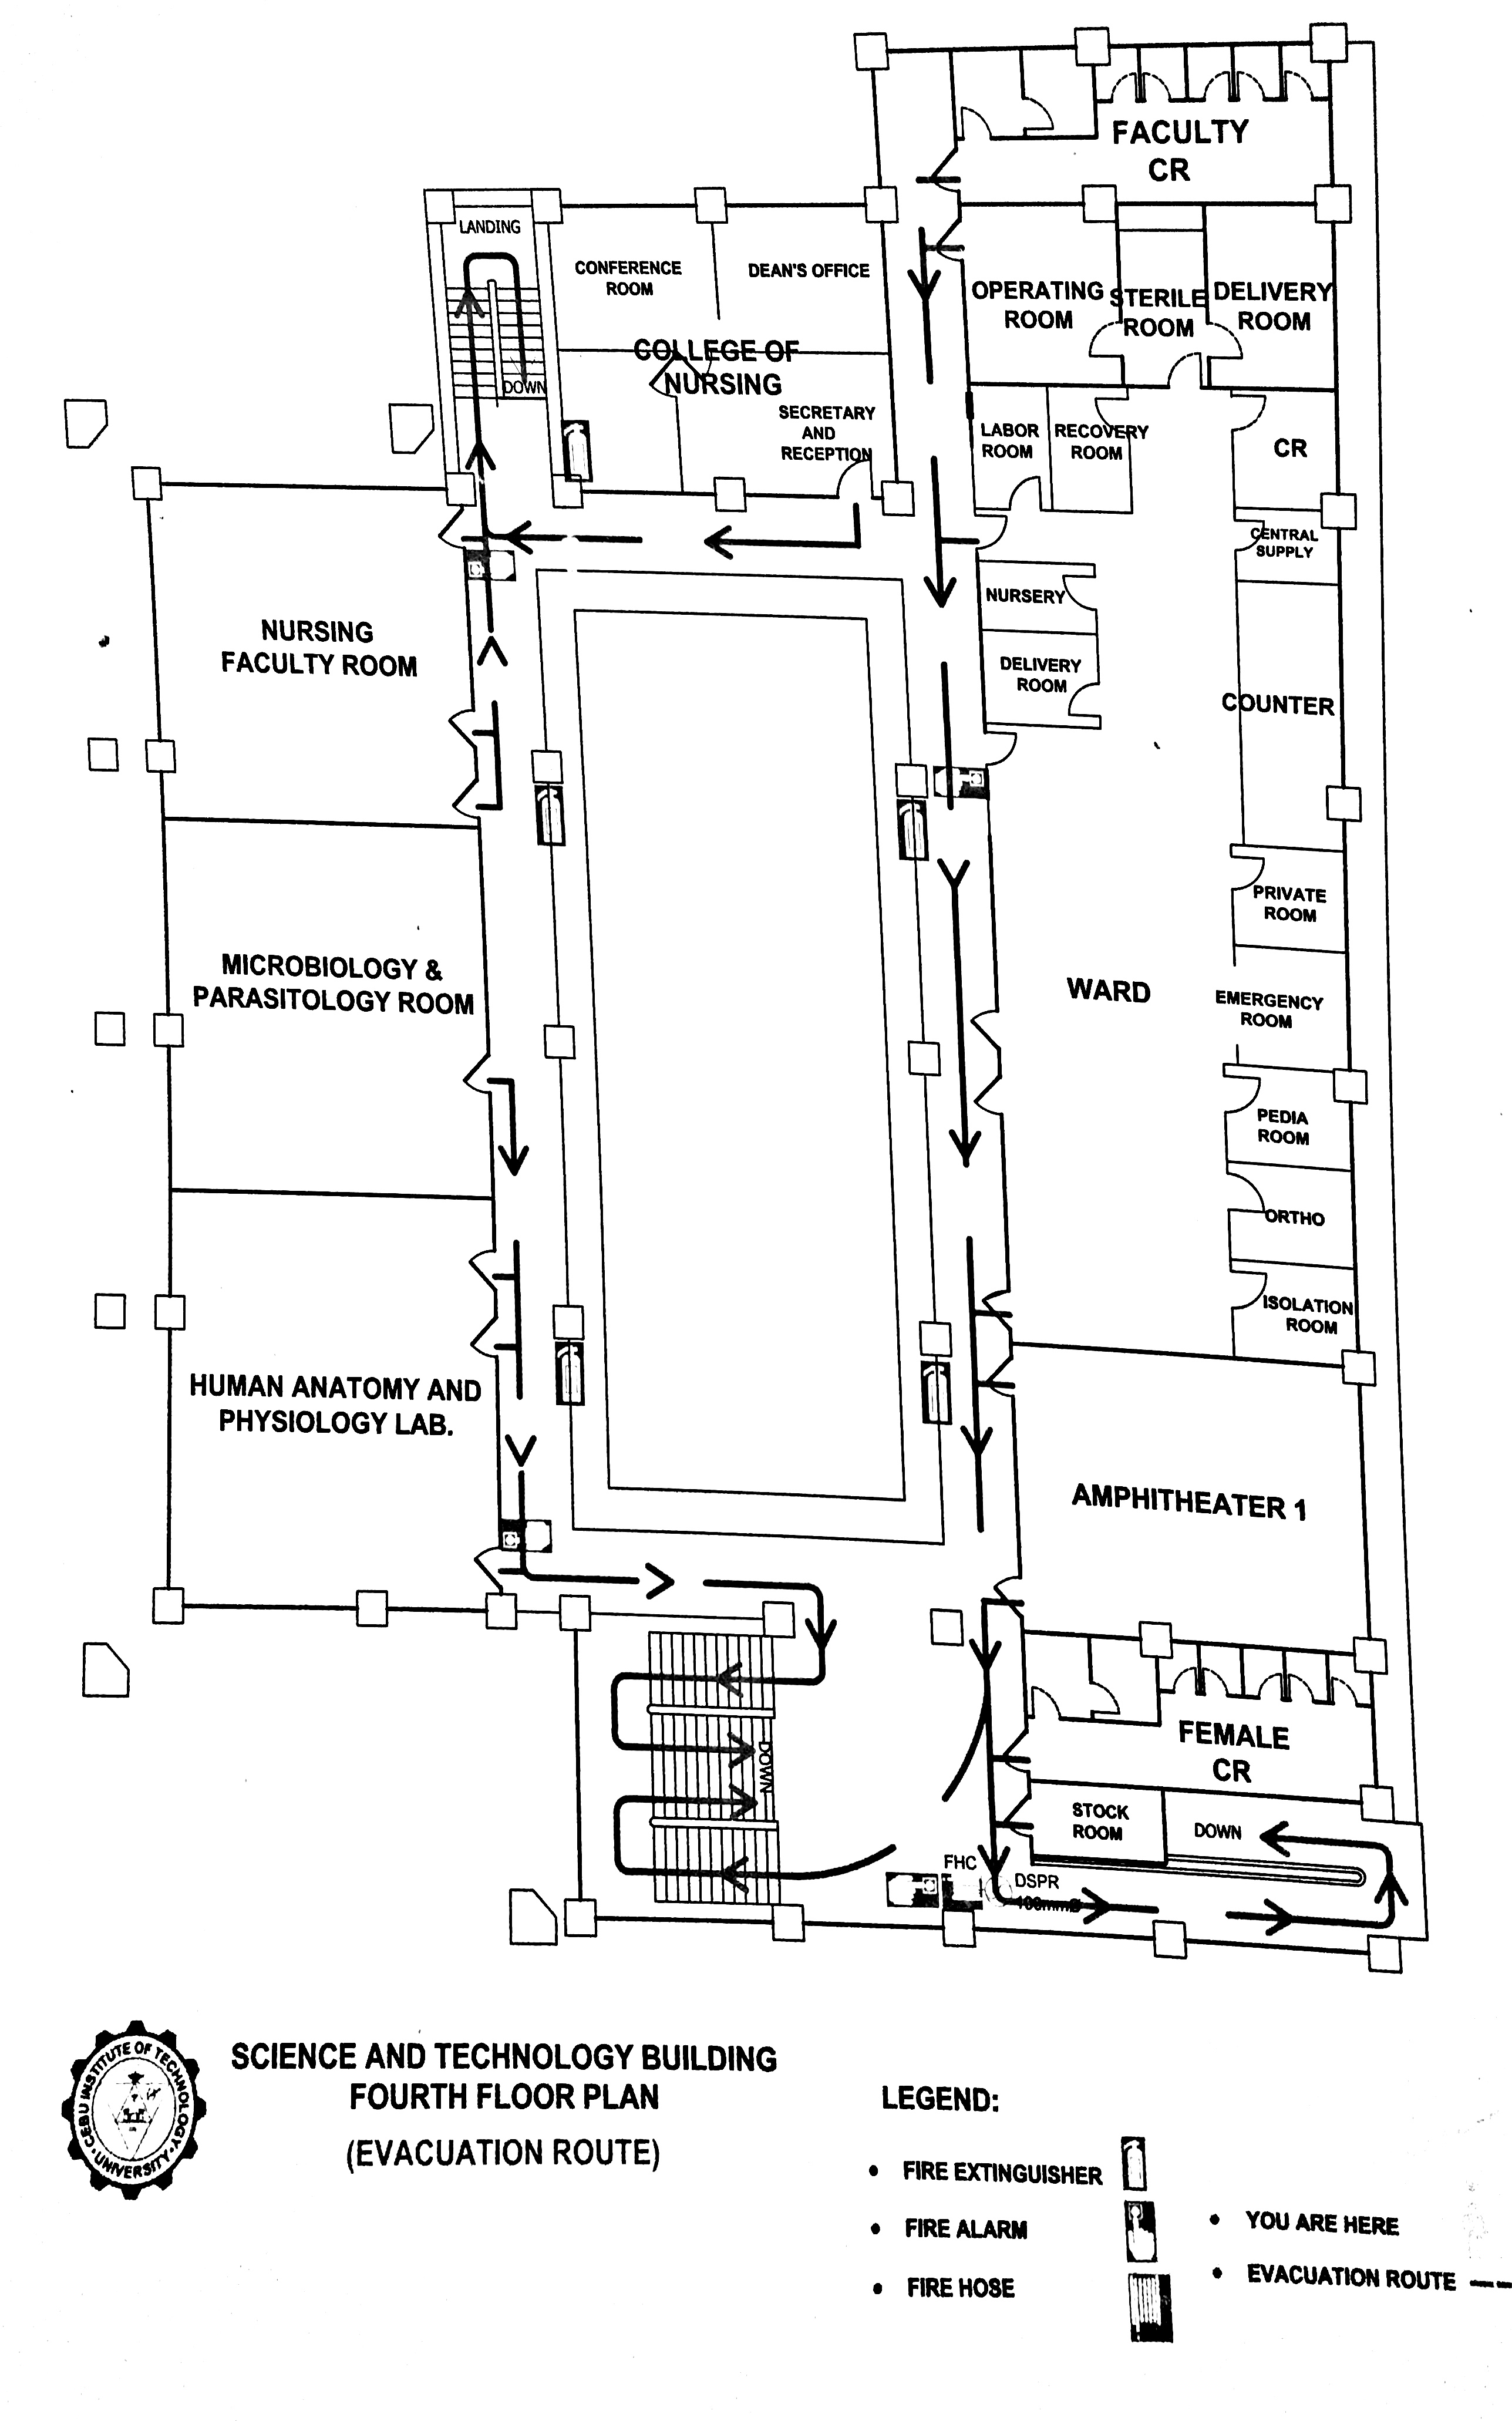 FACULTY
CR
LANDING
CONFERENCE
ROOM
DEAN'S OFFICE
OPERATING
ROOM
STERILE
ROOM
DELIVERY
ROOM
COLLEGE OF
NURSING
DOWN
SECRETARY
AND
RECEPTION
LABOR
ROOM
RECOVERY
ROOM
CR
CENTRAL
SUPPLY
NURSERY
NURSING
FACULTY ROOM
DELIVERY
ROOM
COUNTER
PRIVATE
ROOM
MICROBIOLOGY &
PARASITOLOGY ROOM
WARD
EMERGENCY
ROOM
PEDIA
ROOM
ORTHO
ISOLATION
ROOM
HUMAN ANATOMY AND
PHYSIOLOGY LAB.
AMPHITHEATER 1
FEMALE
CR
DOWN
STOCK
ROOM
DOWN
FHC
DSPR
100mmØ
CEBU INSTITUTE OF TECHNOLOGY
UNIVERSITY
SCIENCE AND TECHNOLOGY BUILDING
FOURTH FLOOR PLAN
(EVACUATION ROUTE)
LEGEND:
• FIRE EXTINGUISHER
• FIRE ALARM
• FIRE HOSE
• YOU ARE HERE
• EVACUATION ROUTE